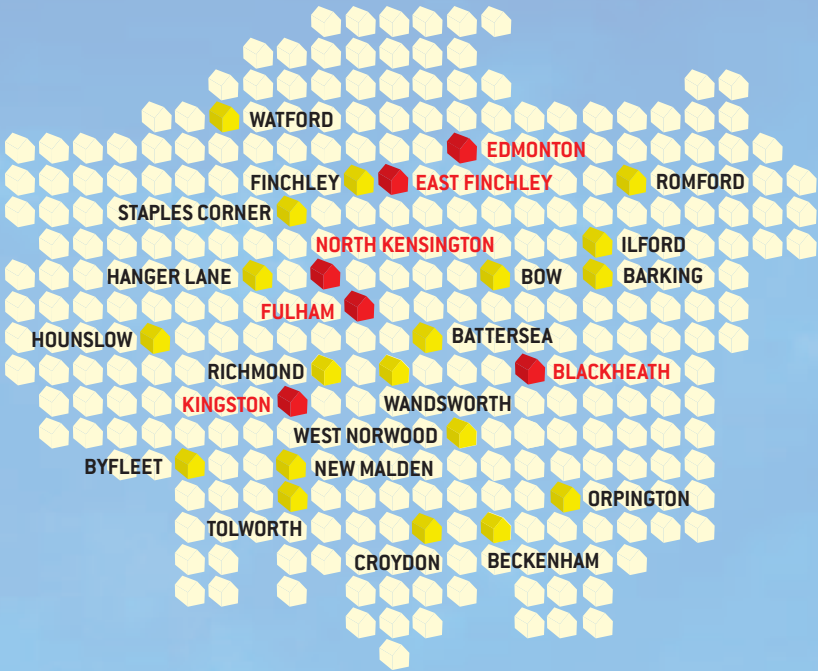 WATFORD
EDMONTON
FINCHLEY
EAST FINCHLEY
ROMFORD
STAPLES CORNER
NORTH KENSINGTON
ILFORD
HANGER LANE
BOW
BARKING
FULHAM
HOUNSLOW
BATTERSEA
RICHMOND
BLACKHEATH
KINGSTON
WANDSWORTH
WEST NORWOOD
BYFLEET
NEW MALDEN
ORPINGTON
TOLWORTH
CROYDON
BECKENHAM